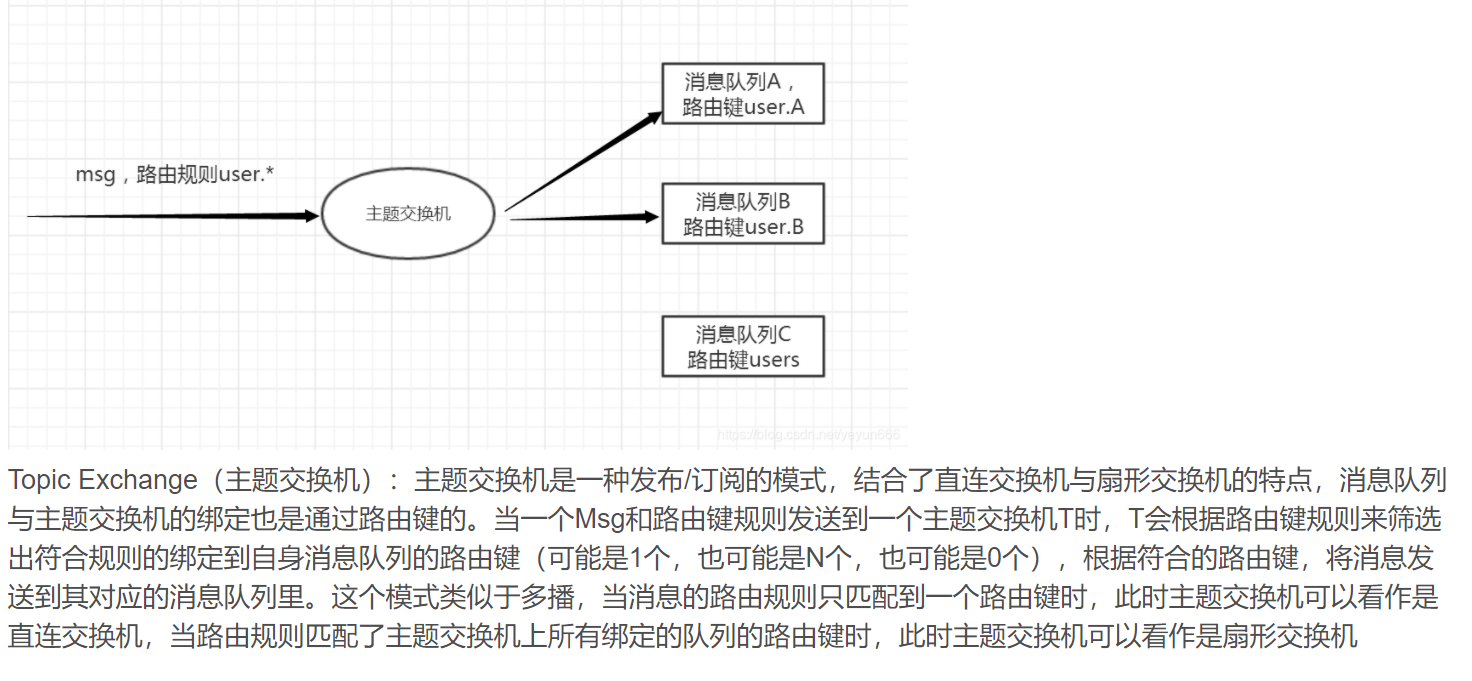 消息队列A，
路由键user.A
msg，路由规则user.*
主题交换机
消息队列B
路由键user.B
消息队列C
路由键users
https://blog.csdn.net/yeyun666
Topic Exchange（主题交换机）：主题交换机是一种发布/订阅的模式，结合了直连交换机与扇形交换机的特点，消息队列
与主题交换机的绑定也是通过路由键的。当一个Msg和路由键规则发送到一个主题交换机T时，T会根据路由键规则来筛选
出符合规则的绑定到自身消息队列的路由键（可能是1个，也可能是N个，也可能是0个），根据符合的路由键，将消息发
送到其对应的消息队列里。这个模式类似于多播，当消息的路由规则只匹配到一个路由键时，此时主题交换机可以看作是
直连交换机，当路由规则匹配了主题交换机上所有绑定的队列的路由键时，此时主题交换机可以看作是扇形交换机